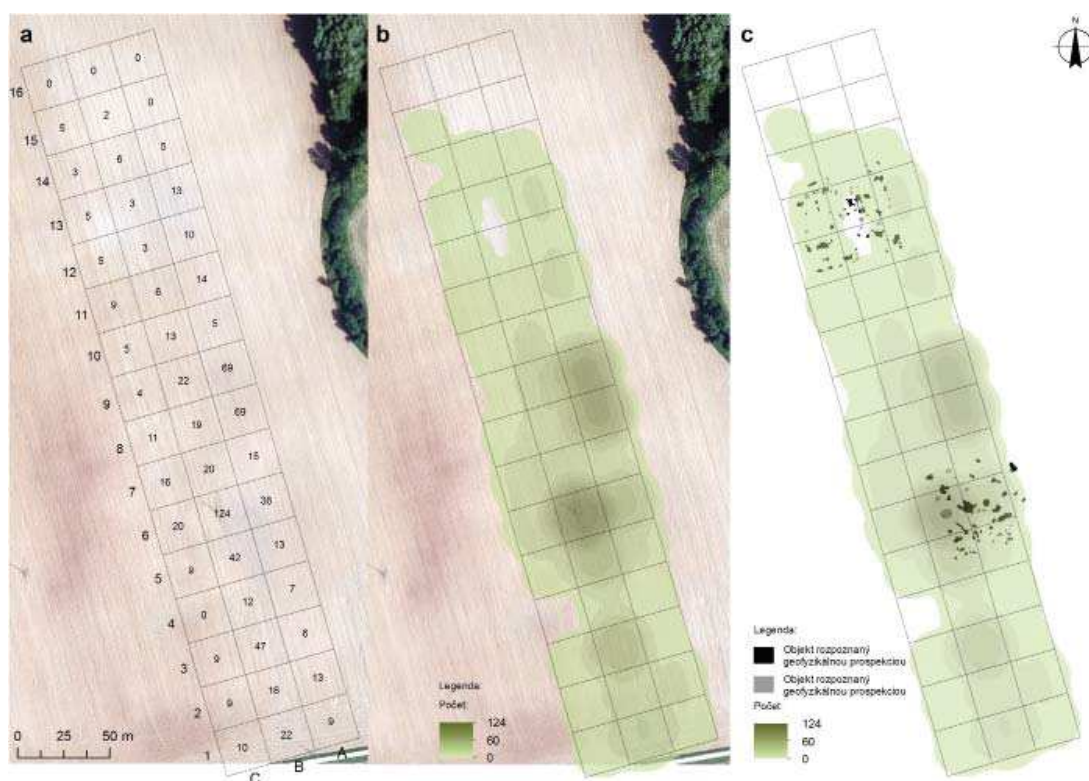 a
b
c
N
16 0 0 0
15 5 2 0
14 3 6 5
13 5 3 13
12 5 3 10
11 9 6 14
10 5 13 5
9 4 22 69
8 11 19 69
7 16 20 15
6 20 124 38
5 9 42 13
4 0 12 7
3 9 47 8
2 9 16 13
1 10 22 9
C B A
0 25 50 m
Legenda:
Počet:
124
60
0
Legenda:
Objekt rozpoznaný
geofyzikálnou prospekciou
Objekt rozpoznaný
geofyzikálnou prospekciou
Počet:
124
60
0